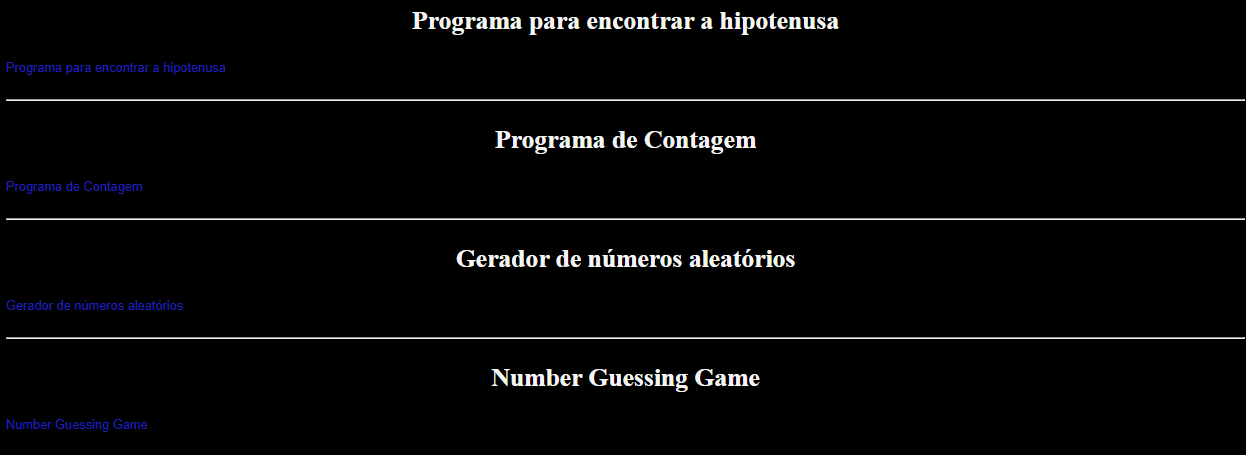 Programa para encontrar a hipotenusa
Programa para encontrar a hipotenusa
Programa de Contagem
Programa de Contagem
Gerador de números aleatórios
Gerador de números aleatórios
Number Guessing Game
Number Guessing Game